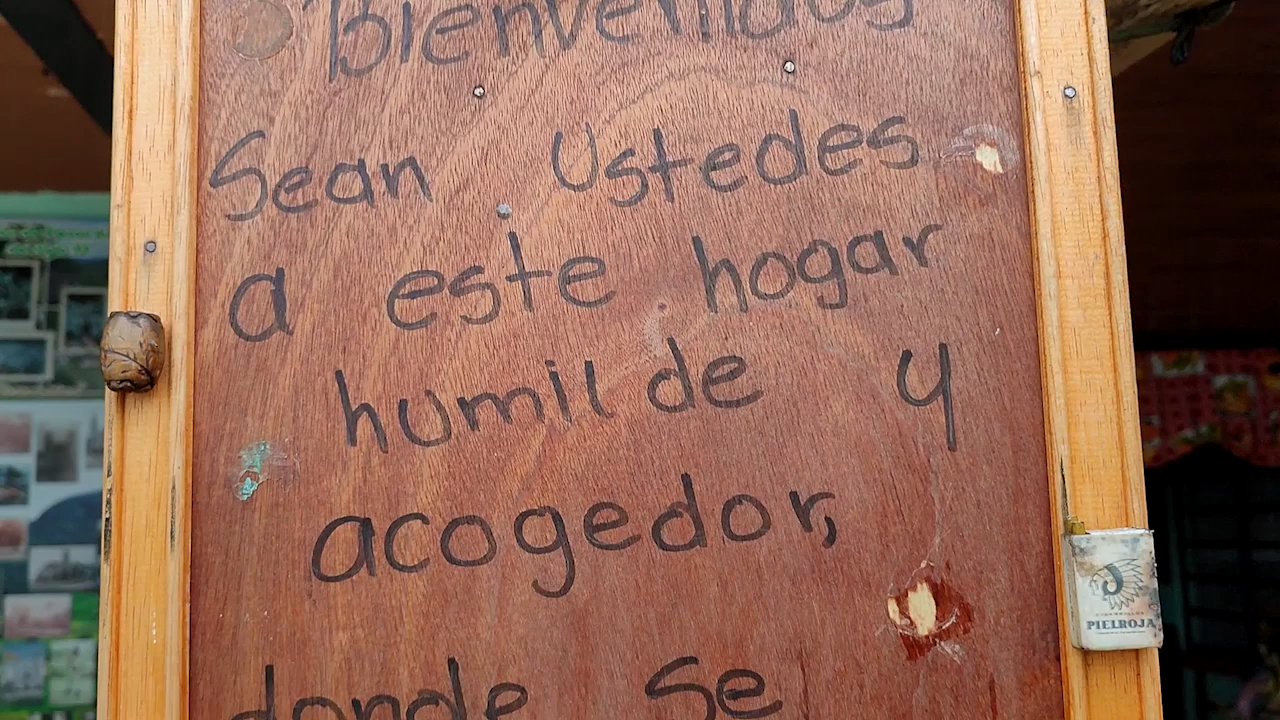 bienvenidos
Sean Ustedes
a este hogar
humilde y
acogedor,
donde se
PIELROJA